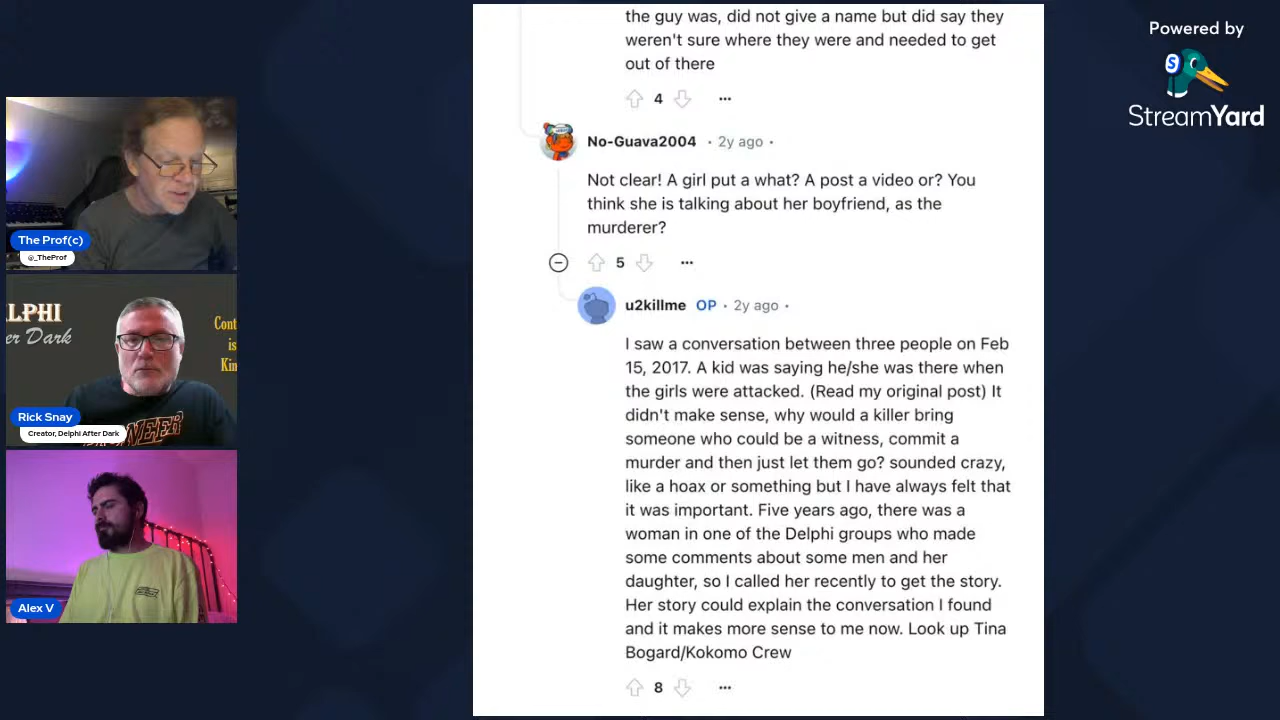 the guy was, did not give a name but did say they
weren't sure where they were and needed to get
out of there
4
No-Guava2004 · 2y ago ·
Not clear! A girl put a what? A post a video or? You
think she is talking about her boyfriend, as the
murderer?
5
u2killme OP · 2y ago ·
I saw a conversation between three people on Feb
15, 2017. A kid was saying he/she was there when
the girls were attacked. (Read my original post) It
didn't make sense, why would a killer bring
someone who could be a witness, commit a
murder and then just let them go? sounded crazy,
like a hoax or something but I have always felt that
it was important. Five years ago, there was a
woman in one of the Delphi groups who made
some comments about some men and her
daughter, so I called her recently to get the story.
Her story could explain the conversation I found
and it makes more sense to me now. Look up Tina
Bogard/Kokomo Crew
8
Powered by
S
StreamYard
The Prof(c)
@_TheProf
LPHI
er Dark
Cont
is
Kin
Rick Snay
Creator, Delphi After Dark
Alex V